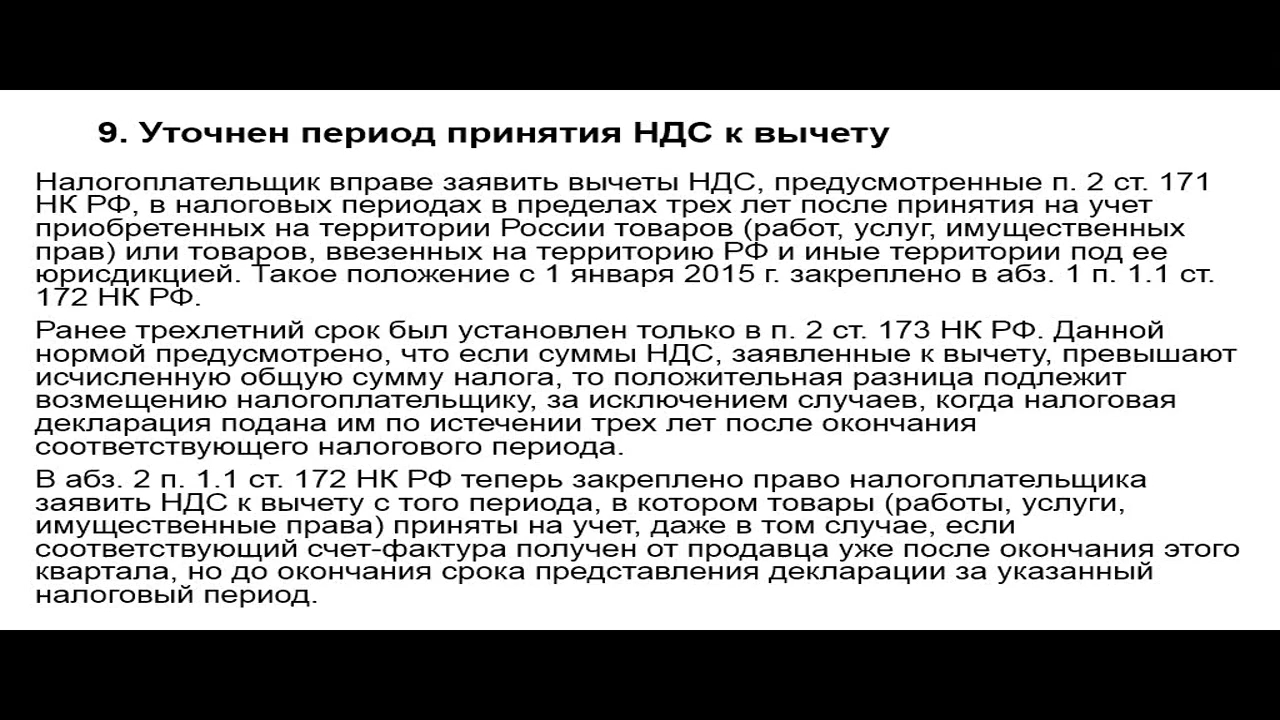 9. Уточнен период принятия НДС к вычету
Налогоплательщик вправе заявить вычеты НДС, предусмотренные п. 2 ст. 171
НК РФ, в налоговых периодах в пределах трех лет после принятия на учет
приобретенных на территории России товаров (работ, услуг, имущественных
прав) или товаров, ввезенных на территорию РФ и иные территории под ее
юрисдикцией. Такое положение с 1 января 2015 г. закреплено в абз. 1 п. 1.1 ст.
172 НК РФ.
Ранее трехлетний срок был установлен только в п. 2 ст. 173 НК РФ. Данной
нормой предусмотрено, что если суммы НДС, заявленные к вычету, превышают
исчисленную общую сумму налога, то положительная разница подлежит
возмещению налогоплательщику, за исключением случаев, когда налоговая
декларация подана им по истечении трех лет после окончания
соответствующего налогового периода.
В абз. 2 п. 1.1 ст. 172 НК РФ теперь закреплено право налогоплательщика
заявить НДС к вычету с того периода, в котором товары (работы, услуги,
имущественные права) приняты на учет, даже в том случае, если
соответствующий счет-фактура получен от продавца уже после окончания этого
квартала, но до окончания срока представления декларации за указанный
налоговый период.